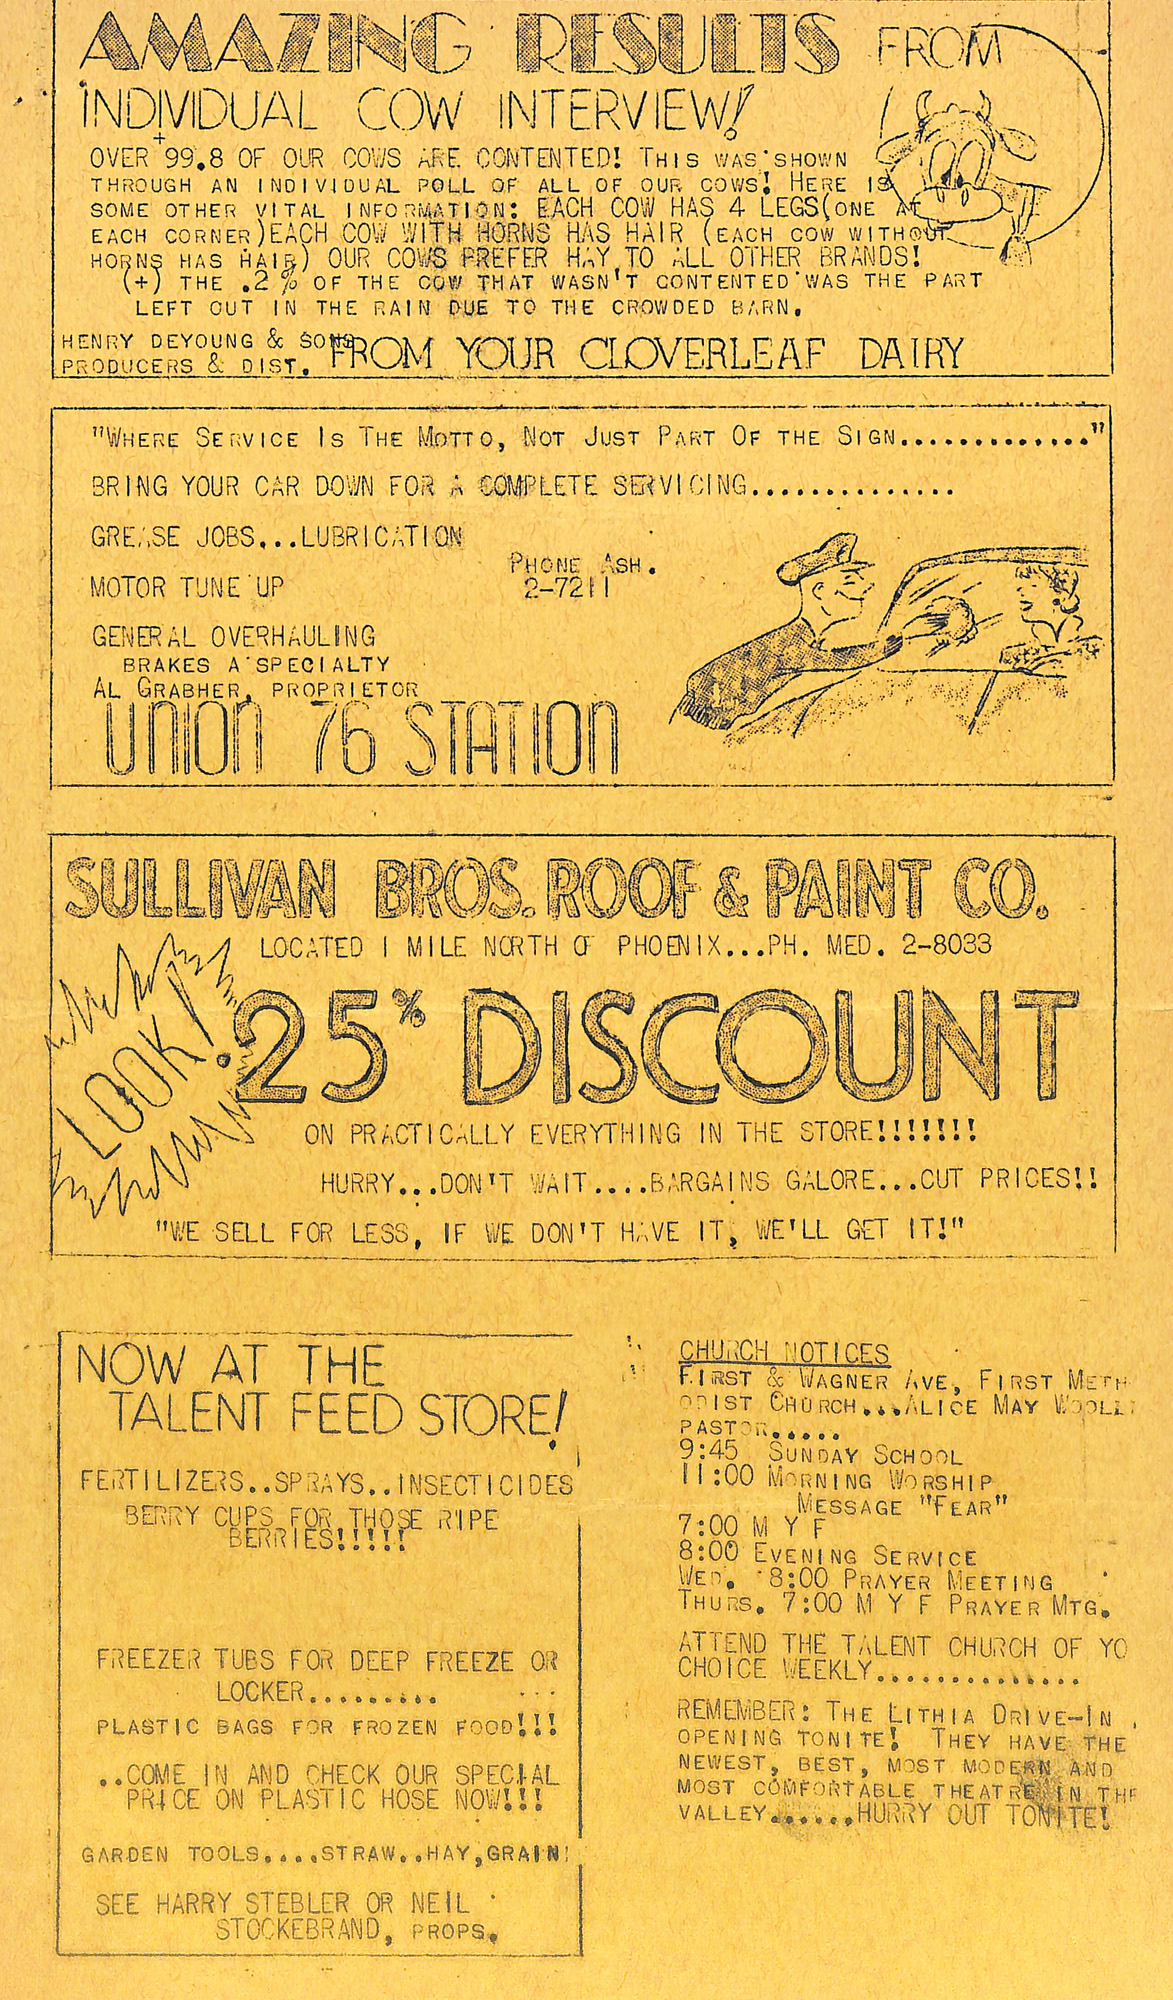 AMAZING RESULTS FROM
INDIVIDUAL COW INTERVIEW!
+
OVER 99.8 OF OUR COWS ARE CONTENTED! THIS WAS SHOWN
THROUGH AN INDIVIDUAL POLL OF ALL OF OUR COWS! HERE IS
SOME OTHER VITAL INFORMATION: EACH COW HAS 4 LEGS(ONE AT
EACH CORNER)EACH COW WITH HORNS HAS HAIR (EACH COW WITHOUT
HORNS HAS HAIR) OUR COWS PREFER HAY TO ALL OTHER BRANDS!
(+) THE .2% OF THE COW THAT WASN'T CONTENTED WAS THE PART
LEFT OUT IN THE RAIN DUE TO THE CROWDED BARN.
HENRY DEYOUNG & SONS
PRODUCERS & DIST. FROM YOUR CLOVERLEAF DAIRY
"WHERE SERVICE IS THE MOTTO, NOT JUST PART OF THE SIGN.............."
BRING YOUR CAR DOWN FOR A COMPLETE SERVICING...............
GREASE JOBS...LUBRICATION
PHONE ASH.
2-7211
MOTOR TUNE UP
GENERAL OVERHAULING
BRAKES A SPECIALTY
AL GRABHER, PROPRIETOR
UNION 76 STATION
SULLIVAN BROS. ROOF & PAINT CO.
LOCATED 1 MILE NORTH OF PHOENIX...PH. MED. 2-8033
LOOK!
25% DISCOUNT
ON PRACTICALLY EVERYTHING IN THE STORE!!!!!!!
HURRY...DON'T WAIT....BARGAINS GALORE...CUT PRICES!!
"WE SELL FOR LESS, IF WE DON'T HAVE IT, WE'LL GET IT!"
NOW AT THE
TALENT FEED STORE!
FERTILIZERS..SPRAYS..INSECTICIDES
BERRY CUPS FOR THOSE RIPE
BERRIES!!!!!
FREEZER TUBS FOR DEEP FREEZE OR
LOCKER.........
PLASTIC BAGS FOR FROZEN FOOD!!!
..COME IN AND CHECK OUR SPECIAL
PRICE ON PLASTIC HOSE NOW!!!
GARDEN TOOLS....STRAW..HAY,GRAIN!
SEE HARRY STEBLER OR NEIL
STOCKEBRAND, PROPS.
CHURCH NOTICES
FIRST & WAGNER AVE, FIRST METH
ODIST CHURCH...ALICE MAY
PASTOR.....
9:45 SUNDAY SCHOOL
11:00 MORNING WORSHIP
MESSAGE "FEAR"
7:00 M Y F
8:00 EVENING SERVICE
WED. 8:00 PRAYER MEETING
THURS. 7:00 M Y F PRAYER MTG.
ATTEND THE TALENT CHURCH OF YO
CHOICE WEEKLY..............
REMEMBER: THE LITHIA DRIVE-IN
OPENING TONITE! THEY HAVE THE
NEWEST, BEST, MOST MODERN AND
MOST COMFORTABLE THEATRE IN THE
VALLEY......HURRY OUT TONITE!